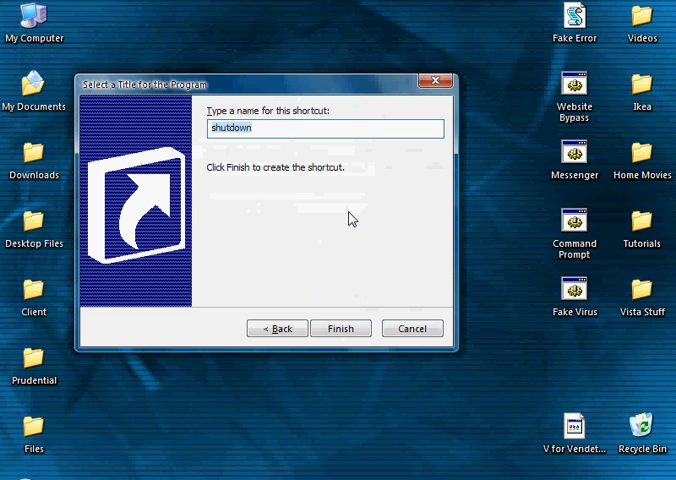 My Computer
My Documents
Downloads
Desktop Files
Client
Prudential
Files
Select a Title for the Program
Type a name for this shortcut:
shutdown
Click Finish to create the shortcut.
< Back
Finish
Cancel
Fake Error
Videos
Website
Bypass
Ikea
Messenger
Home Movies
Command
Prompt
Tutorials
Fake Virus
Vista Stuff
V for Vendet...
Recycle Bin